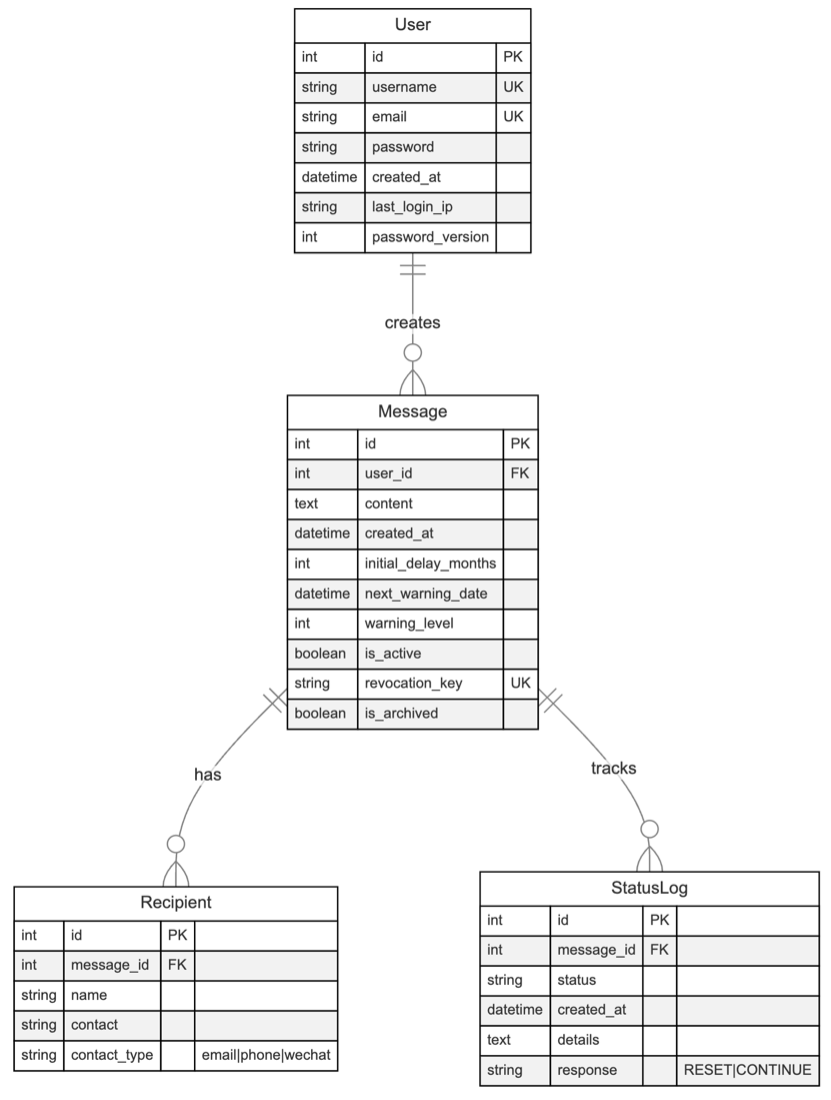 User
int id PK
string username UK
string email UK
string password
datetime created_at
string last_login_ip
int password_version
creates
Message
int id PK
int user_id FK
text content
datetime created_at
int initial_delay_months
datetime next_warning_date
int warning_level
boolean is_active
string revocation_key UK
boolean is_archived
has
tracks
Recipient
int id PK
int message_id FK
string name
string contact
string contact_type email|phone|wechat
StatusLog
int id PK
int message_id FK
string status
datetime created_at
text details
string response RESET|CONTINUE